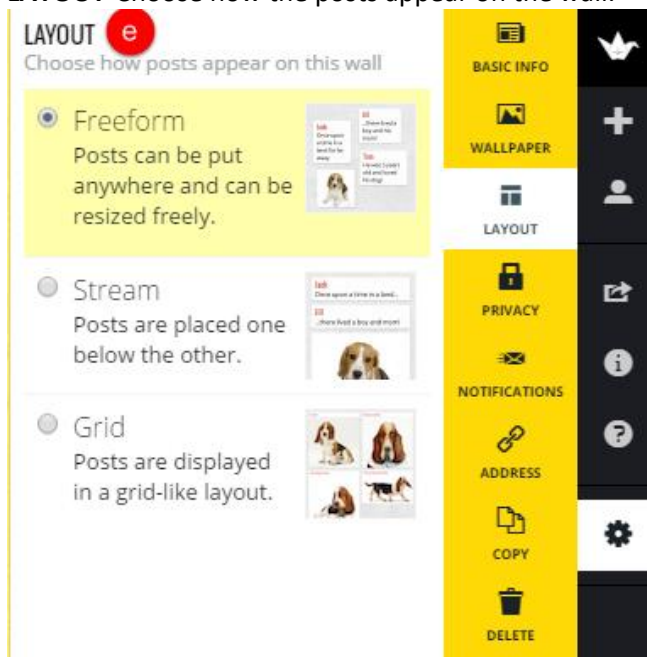 LAYOUT e
Choose how posts appear on this wall
Freeform
Posts can be put
anywhere and can be
resized freely.
Stream
Posts are placed one
below the other.
Grid
Posts are displayed
in a grid-like layout.
BASIC INFO
WALLPAPER
LAYOUT
PRIVACY
NOTIFICATIONS
ADDRESS
COPY
DELETE